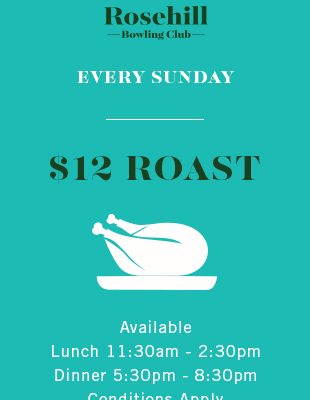 Rosehill
Bowling Club
EVERY SUNDAY
$12 ROAST
Available
Lunch 11:30am - 2:30pm
Dinner 5:30pm - 8:30pm
Conditions Apply